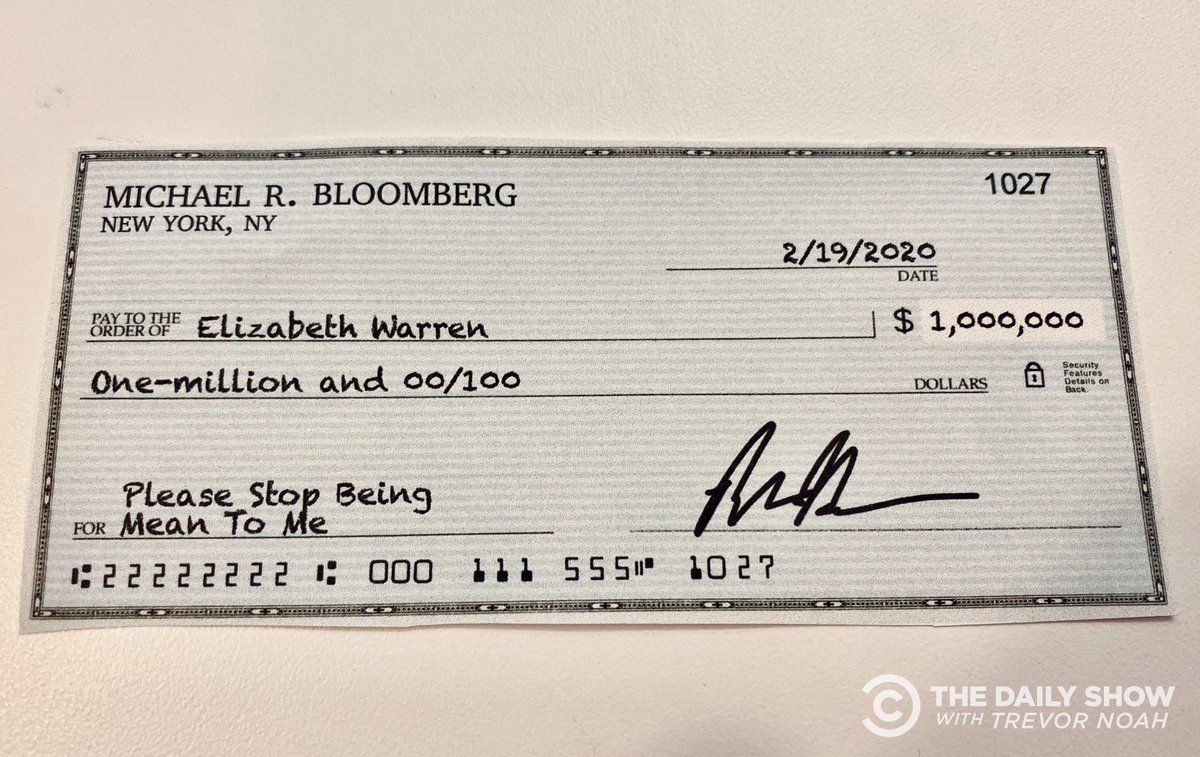 MICHAEL R. BLOOMBERG
1027
NEW YORK, NY
2/19/2020
DATE
PAY TO THE
ORDER OF Elizabeth Warren $ 1,000,000
One-million and 00/100 DOLLARS
Security
Features
Details on
Back.
Please Stop Being
FOR Mean To Me
⑆22222222⑆ 000 111 555⑈ 1027
THE DAILY SHOW
WITH TREVOR NOAH